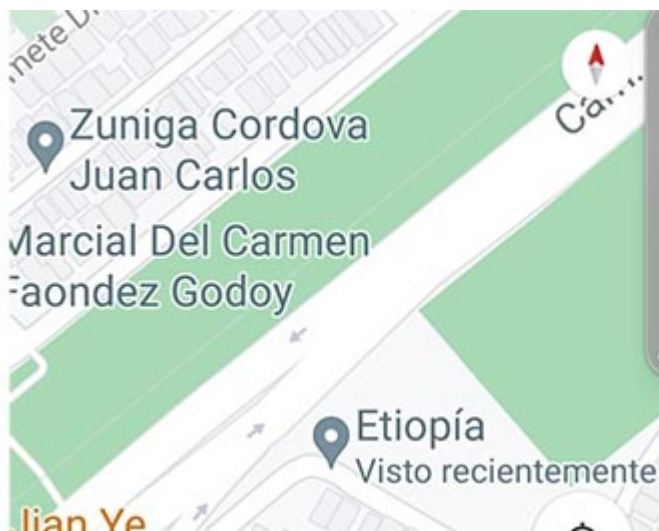 Zuniga Cordova
Juan Carlos
Marcial Del Carmen
Faondez Godoy
Etiopía
Visto recientemente